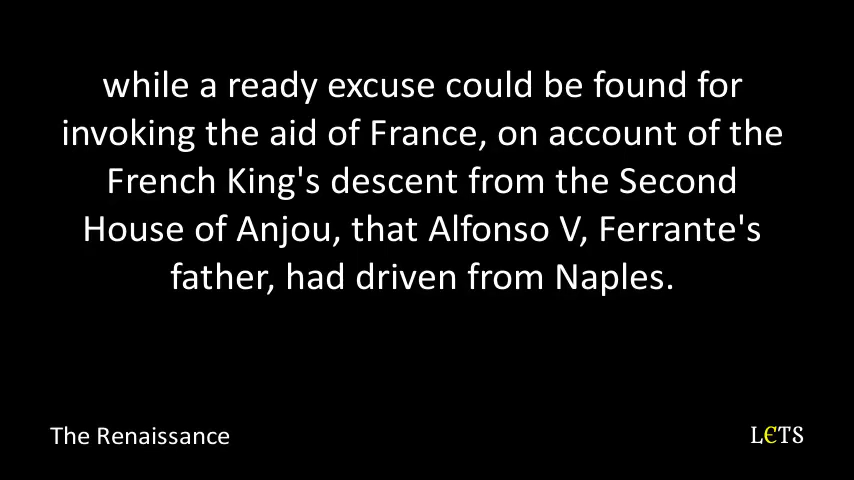 while a ready excuse could be found for
invoking the aid of France, on account of the
French King's descent from the Second
House of Anjou, that Alfonso V, Ferrante's
father, had driven from Naples.
The Renaissance
LЄTS